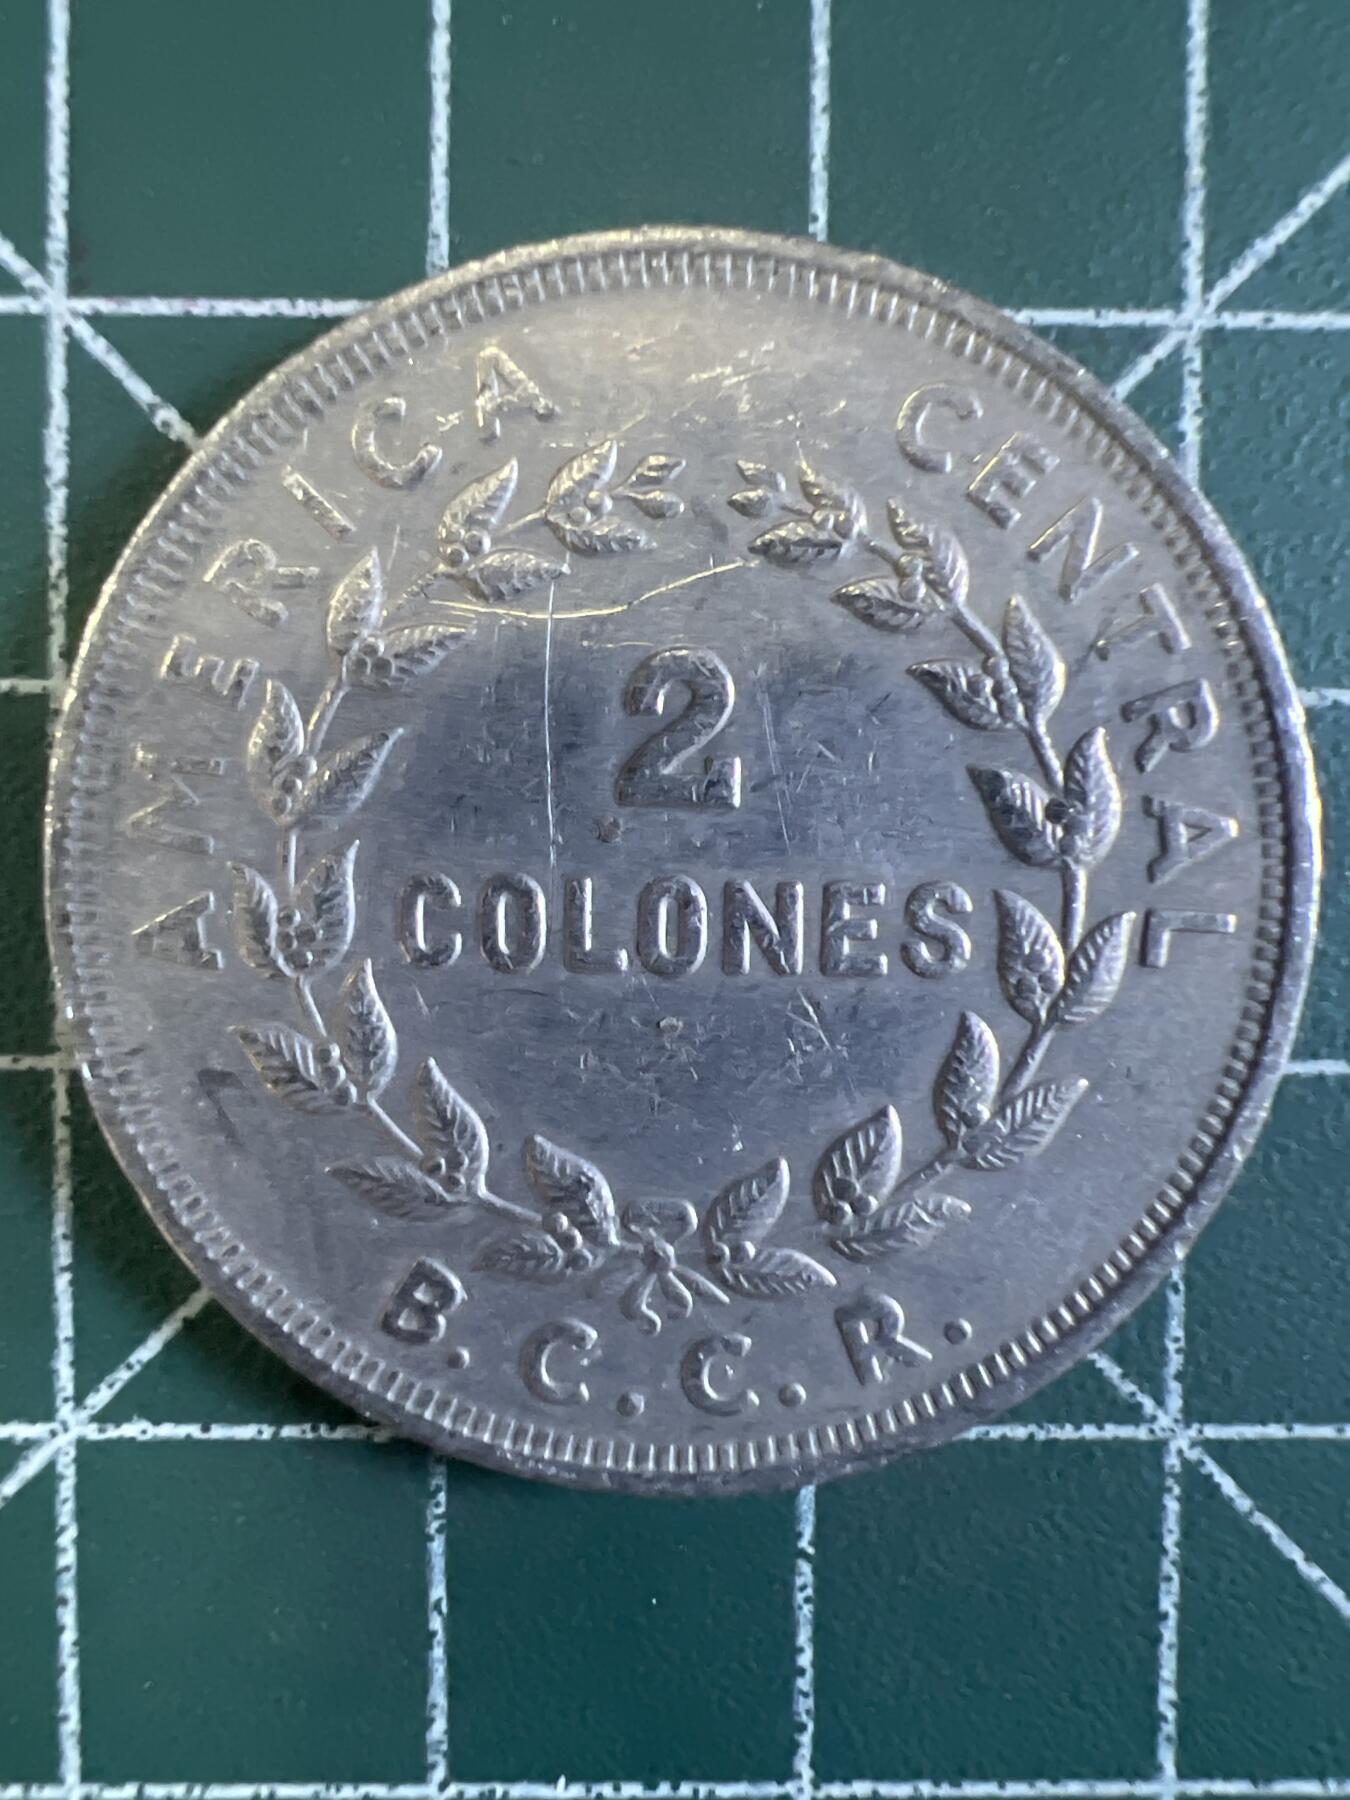 AMERICA CENTRAL
2
COLONES
B.C.C.R.